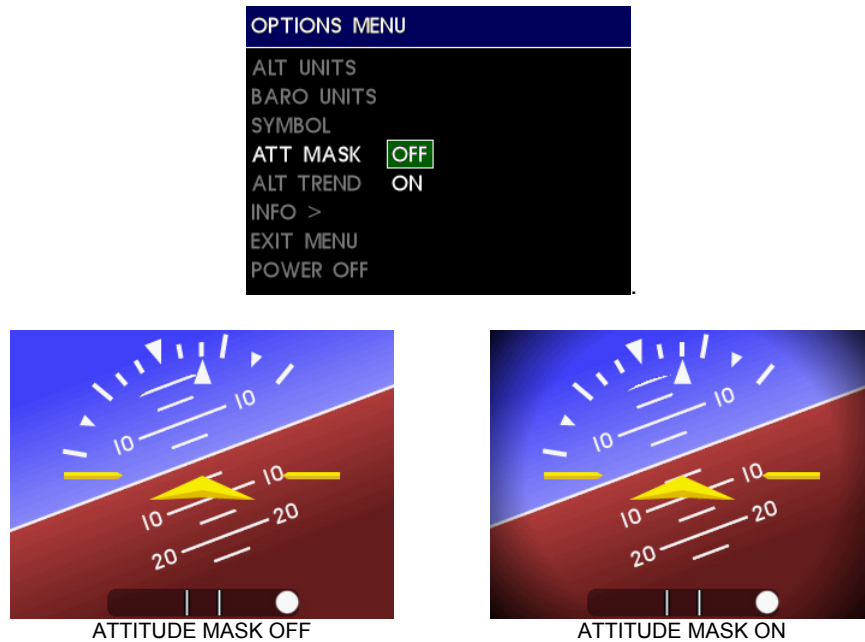 OPTIONS MENU
ALT UNITS
BARO UNITS
SYMBOL
ATT MASK OFF
ALT TREND ON
INFO >
EXIT MENU
POWER OFF
.
10
10
10
10
20
20
ATTITUDE MASK OFF
10
10
10
10
20
20
ATTITUDE MASK ON